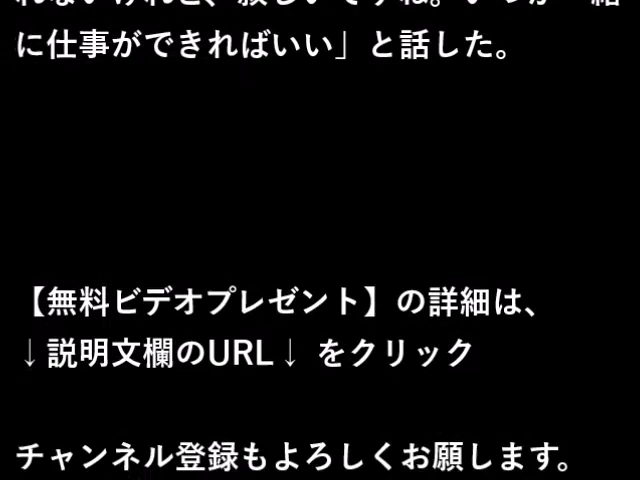 に仕事ができればいい」と話した。
【無料ビデオプレゼント】の詳細は、
↓説明文欄のURL↓ をクリック
チャンネル登録もよろしくお願します。